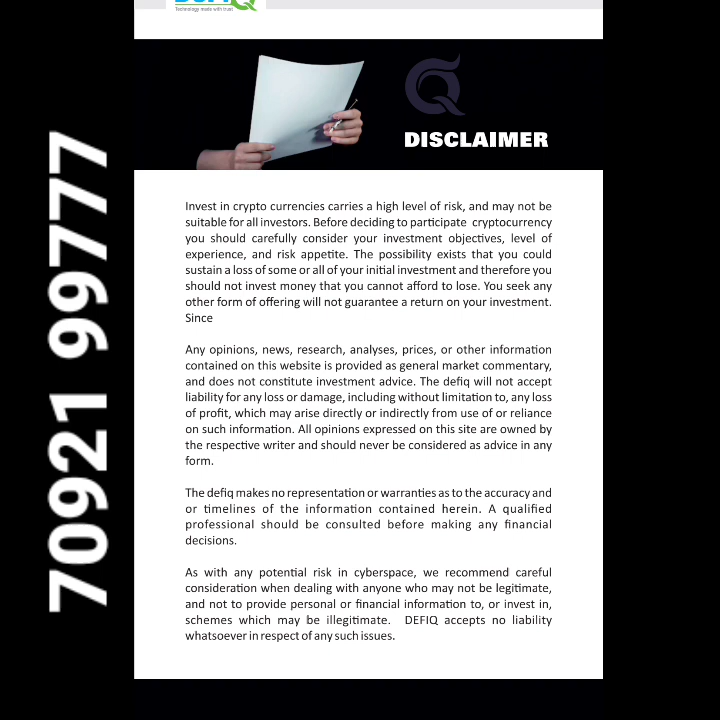 Technology made with trust
70921 99777
DISCLAIMER
Invest in crypto currencies carries a high level of risk, and may not be
suitable for all investors. Before deciding to participate cryptocurrency
you should carefully consider your investment objectives, level of
experience, and risk appetite. The possibility exists that you could
sustain a loss of some or all of your initial investment and therefore you
should not invest money that you cannot afford to lose. You seek any
other form of offering will not guarantee a return on your investment.
Since
Any opinions, news, research, analyses, prices, or other information
contained on this website is provided as general market commentary,
and does not constitute investment advice. The defiq will not accept
liability for any loss or damage, including without limitation to, any loss
of profit, which may arise directly or indirectly from use of or reliance
on such information. All opinions expressed on this site are owned by
the respective writer and should never be considered as advice in any
form.
The defiq makes no representation or warranties as to the accuracy and
or timelines of the information contained herein. A qualified
professional should be consulted before making any financial
decisions.
As with any potential risk in cyberspace, we recommend careful
consideration when dealing with anyone who may not be legitimate,
and not to provide personal or financial information to, or invest in,
schemes which may be illegitimate. DEFIQ accepts no liability
whatsoever in respect of any such issues.